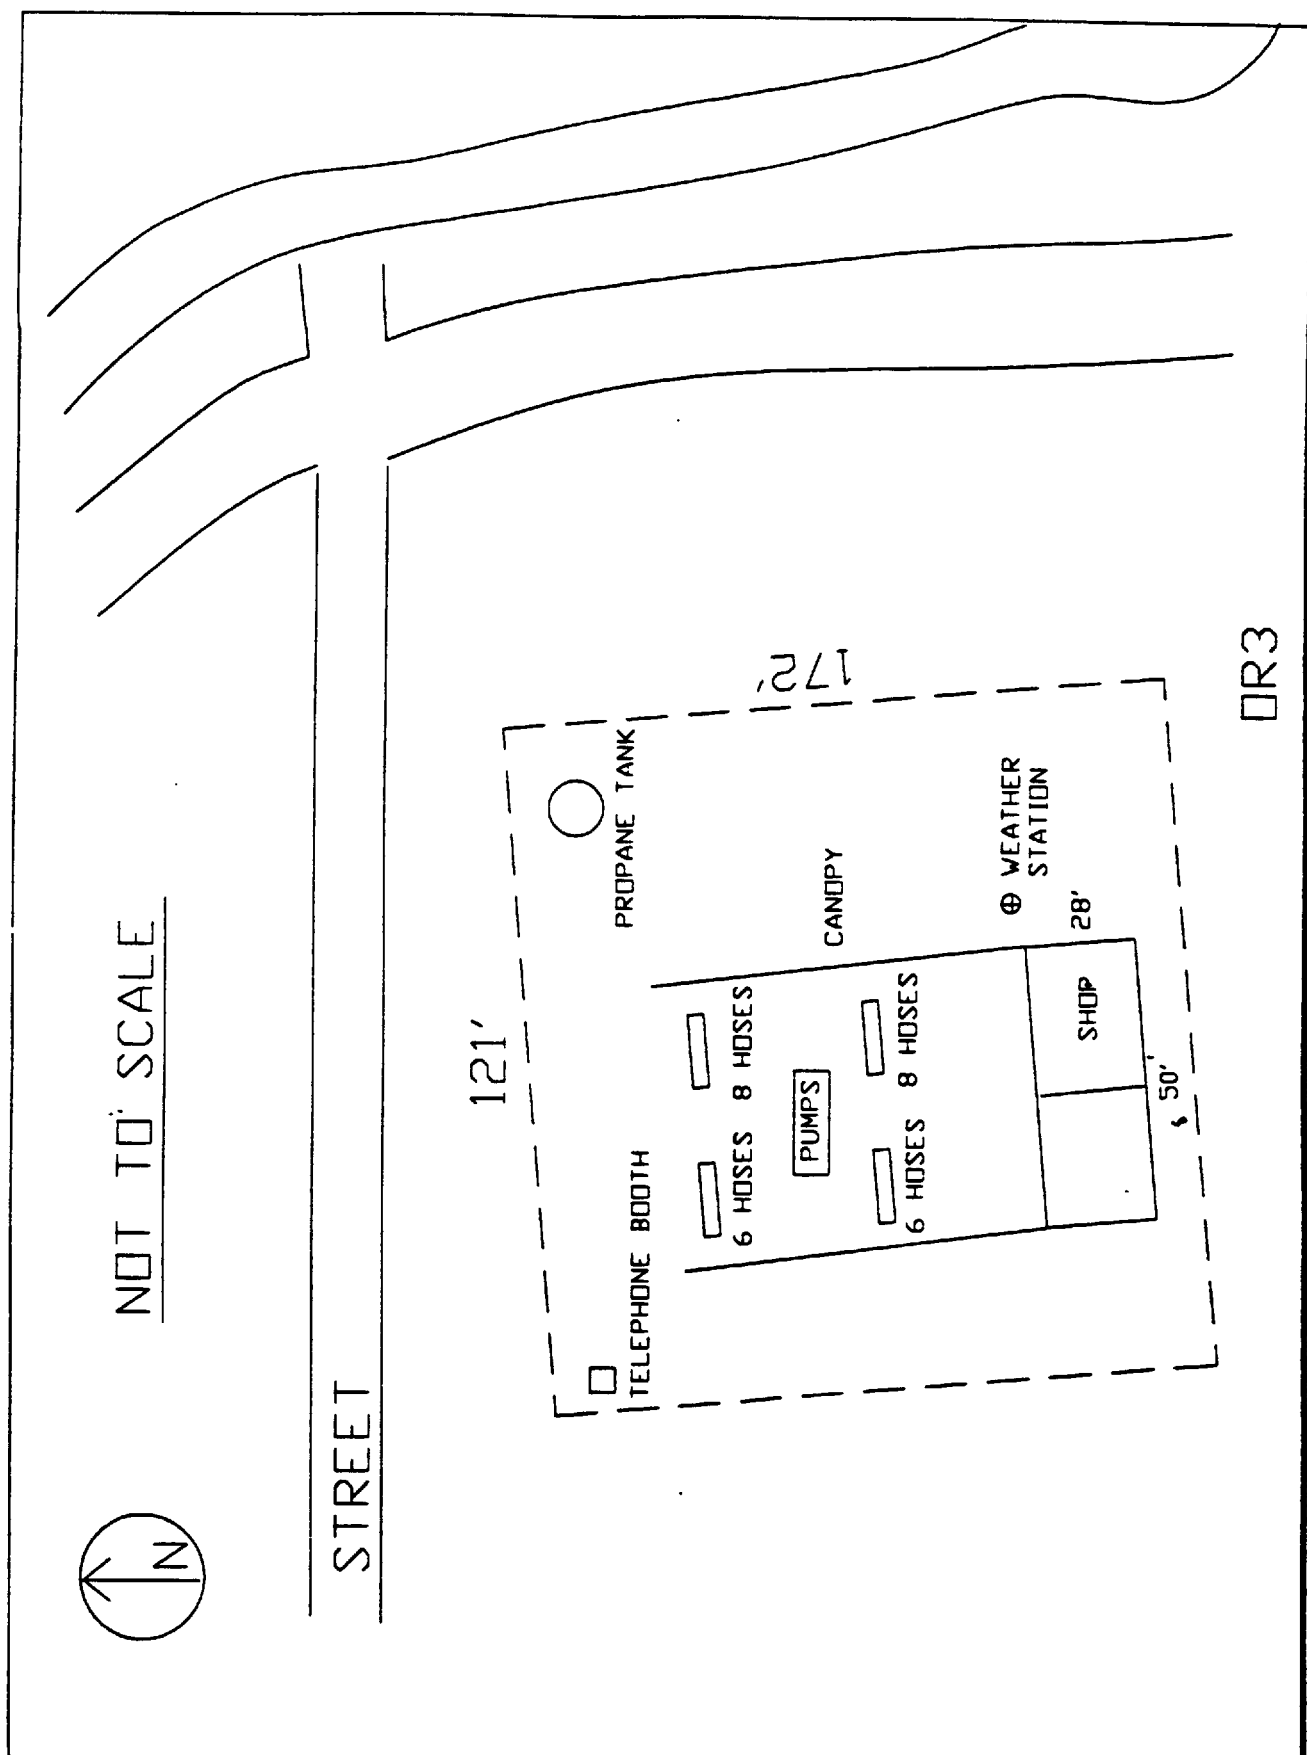 NOT TO SCALE
N
STREET
121'
172'
PROPANE TANK
TELEPHONE BOOTH
CANOPY
6 HOSES 8 HOSES
PUMPS
6 HOSES 8 HOSES
WEATHER
STATION
28'
SHOP
50'
OR3